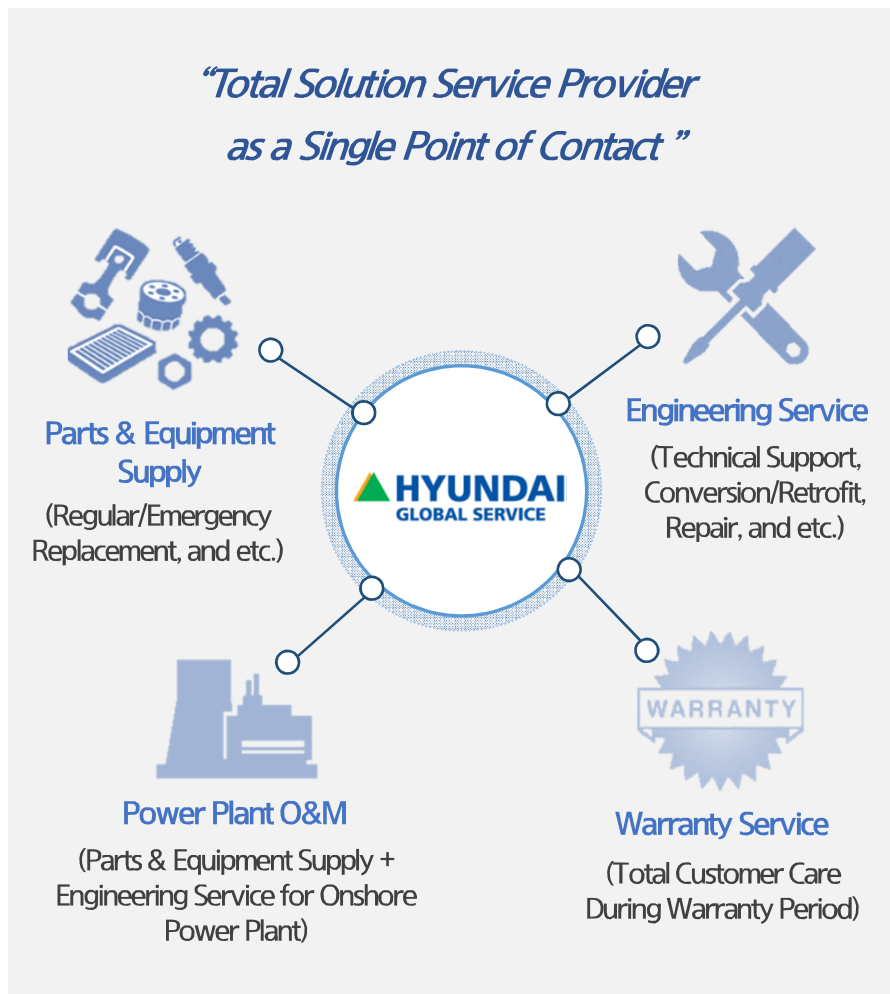 “Total Solution Service Provider
as a Single Point of Contact ”
Parts & Equipment
Supply
(Regular/Emergency
Replacement, and etc.)
Engineering Service
(Technical Support,
Conversion/Retrofit,
Repair, and etc.)
HYUNDAI
GLOBAL SERVICE
Power Plant O&M
(Parts & Equipment Supply +
Engineering Service for Onshore
Power Plant)
WARRANTY
Warranty Service
(Total Customer Care
During Warranty Period)